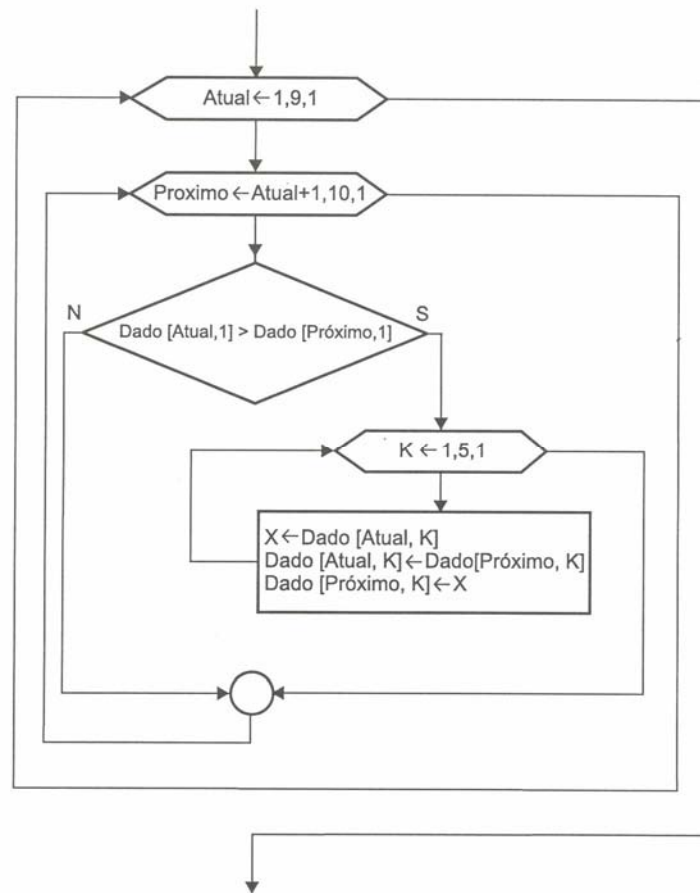 Atual←1,9,1
Proximo←Atual+1,10,1
N
S
Dado [Atual,1] > Dado [Próximo,1]
K ← 1,5,1
X←Dado [Atual, K]
Dado [Atual, K]←Dado[Próximo, K]
Dado [Próximo, K]←X